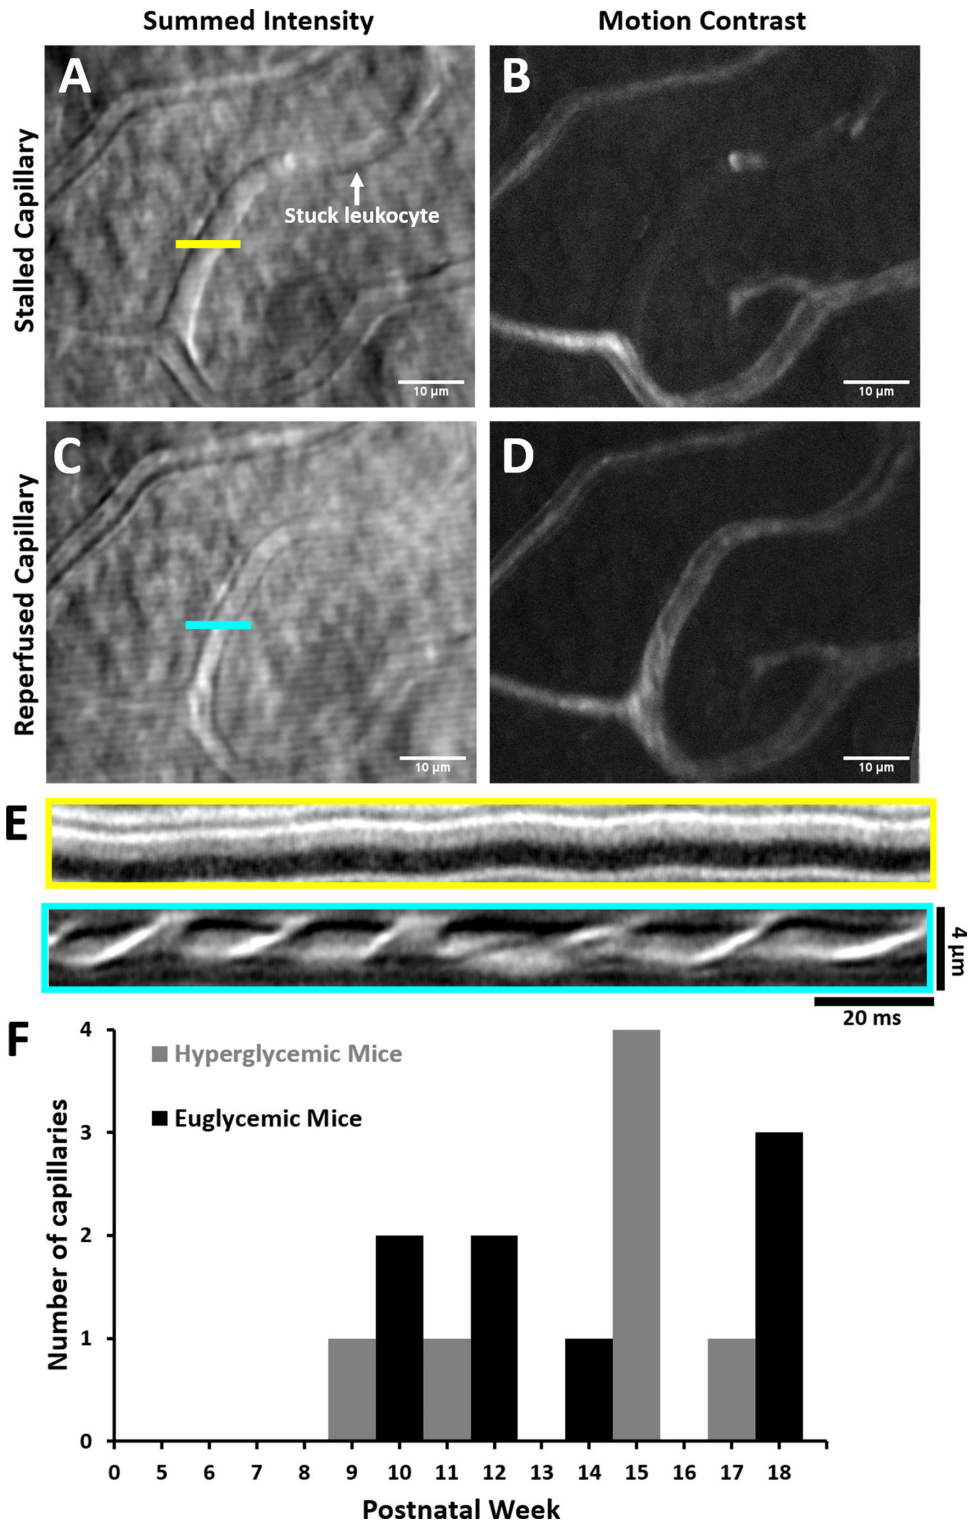 Summed Intensity
Motion Contrast
Stalled Capillary
A
Stuck leukocyte
10 µm
B
10 µm
Reperfused Capillary
C
10 µm
D
10 µm
E
4 µm
20 ms
F
Hyperglycemic Mice
Euglycemic Mice
Number of capillaries
4
3
2
1
0
0 5 6 7 8 9 10 11 12 13 14 15 16 17 18
Postnatal Week